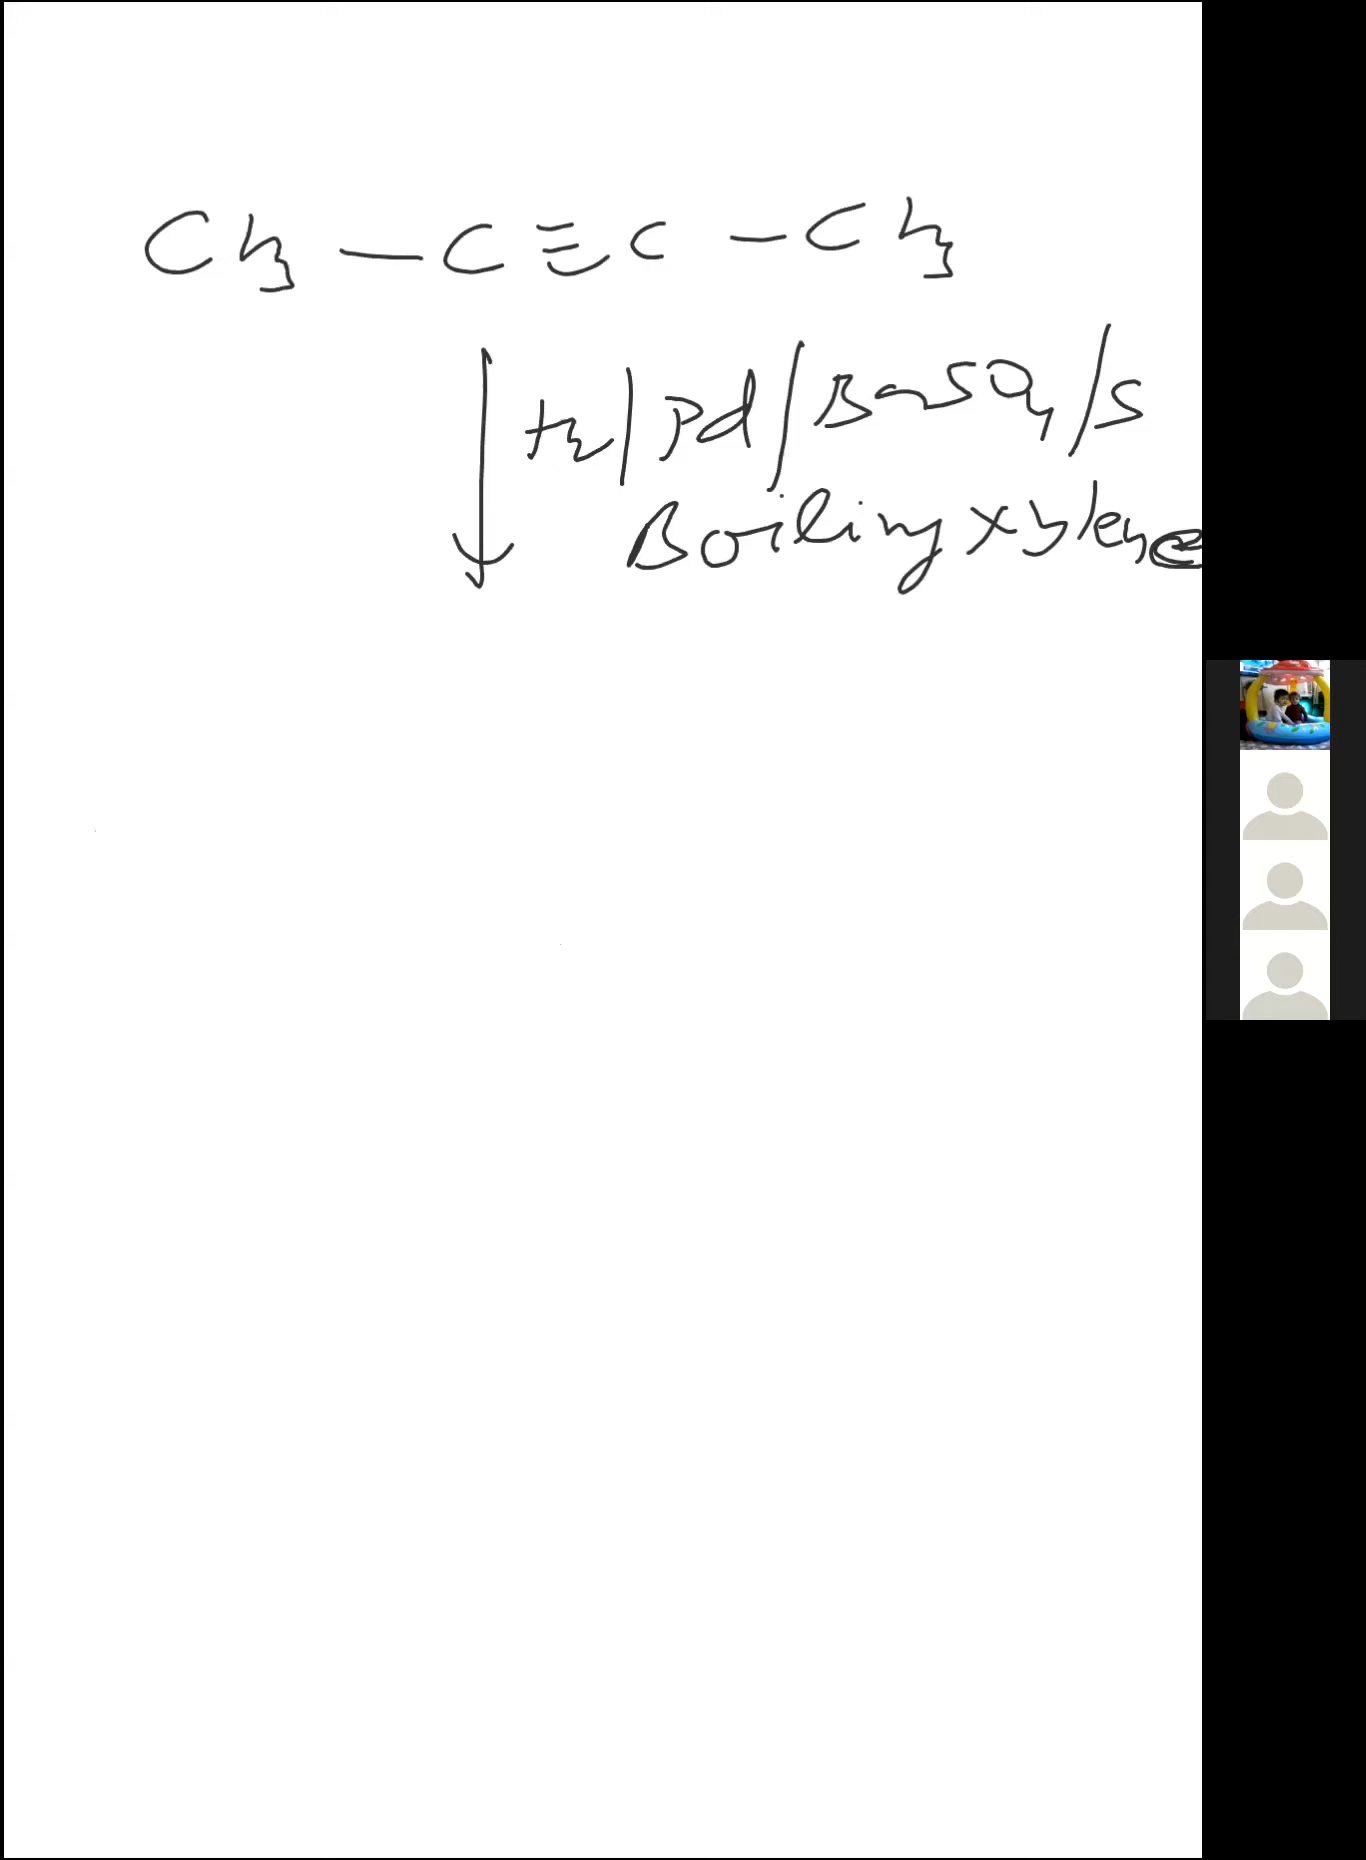 CH3 — C ≡ C — CH3
H2 / Pd / BaSO4 / S
Boiling xylene